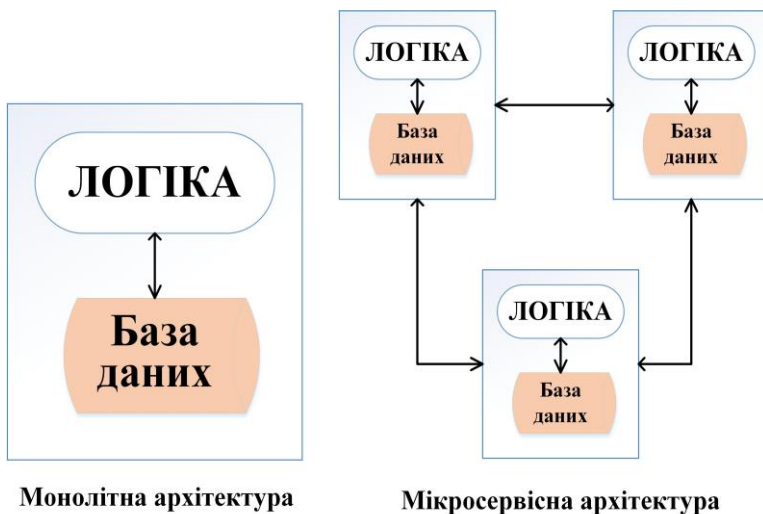 ЛОГІКА
База
даних
Монолітна архітектура
ЛОГІКА
База
даних
ЛОГІКА
База
даних
ЛОГІКА
База
даних
Мікросервісна архітектура